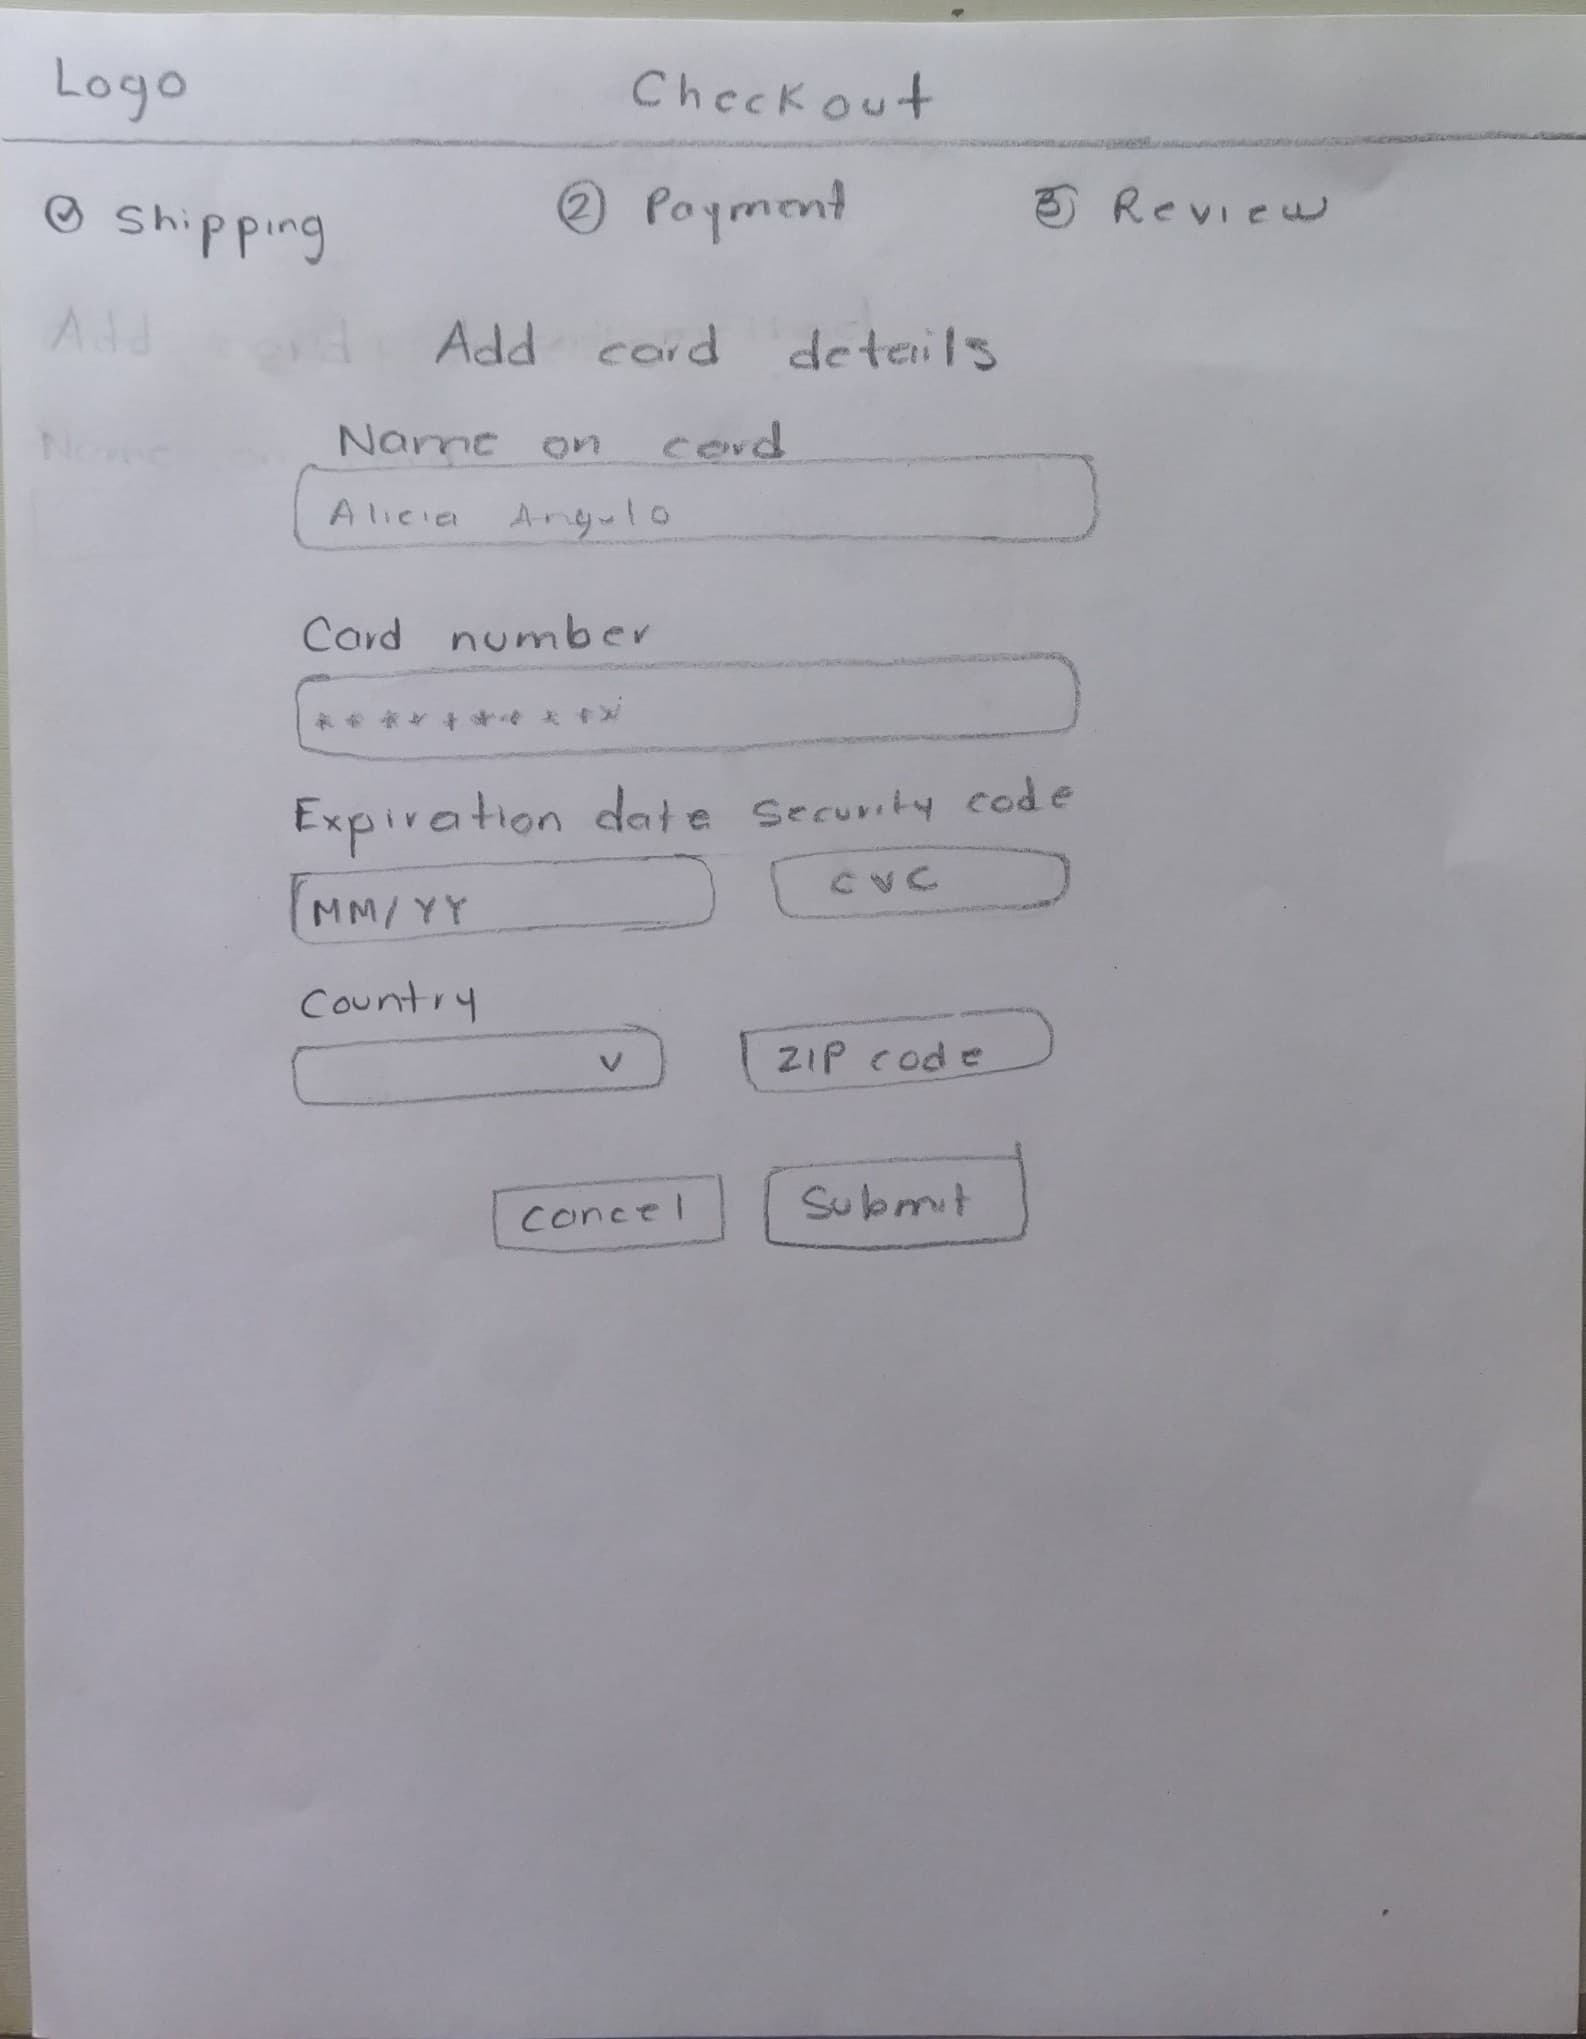 Logo Checkout
Shipping ② Payment ③ Review
Add card details
Name on card
Alicia Angulo
Card number
**********
Expiration date Security code
MM/YY CVC
Country
v ZIP code
Cancel Submit